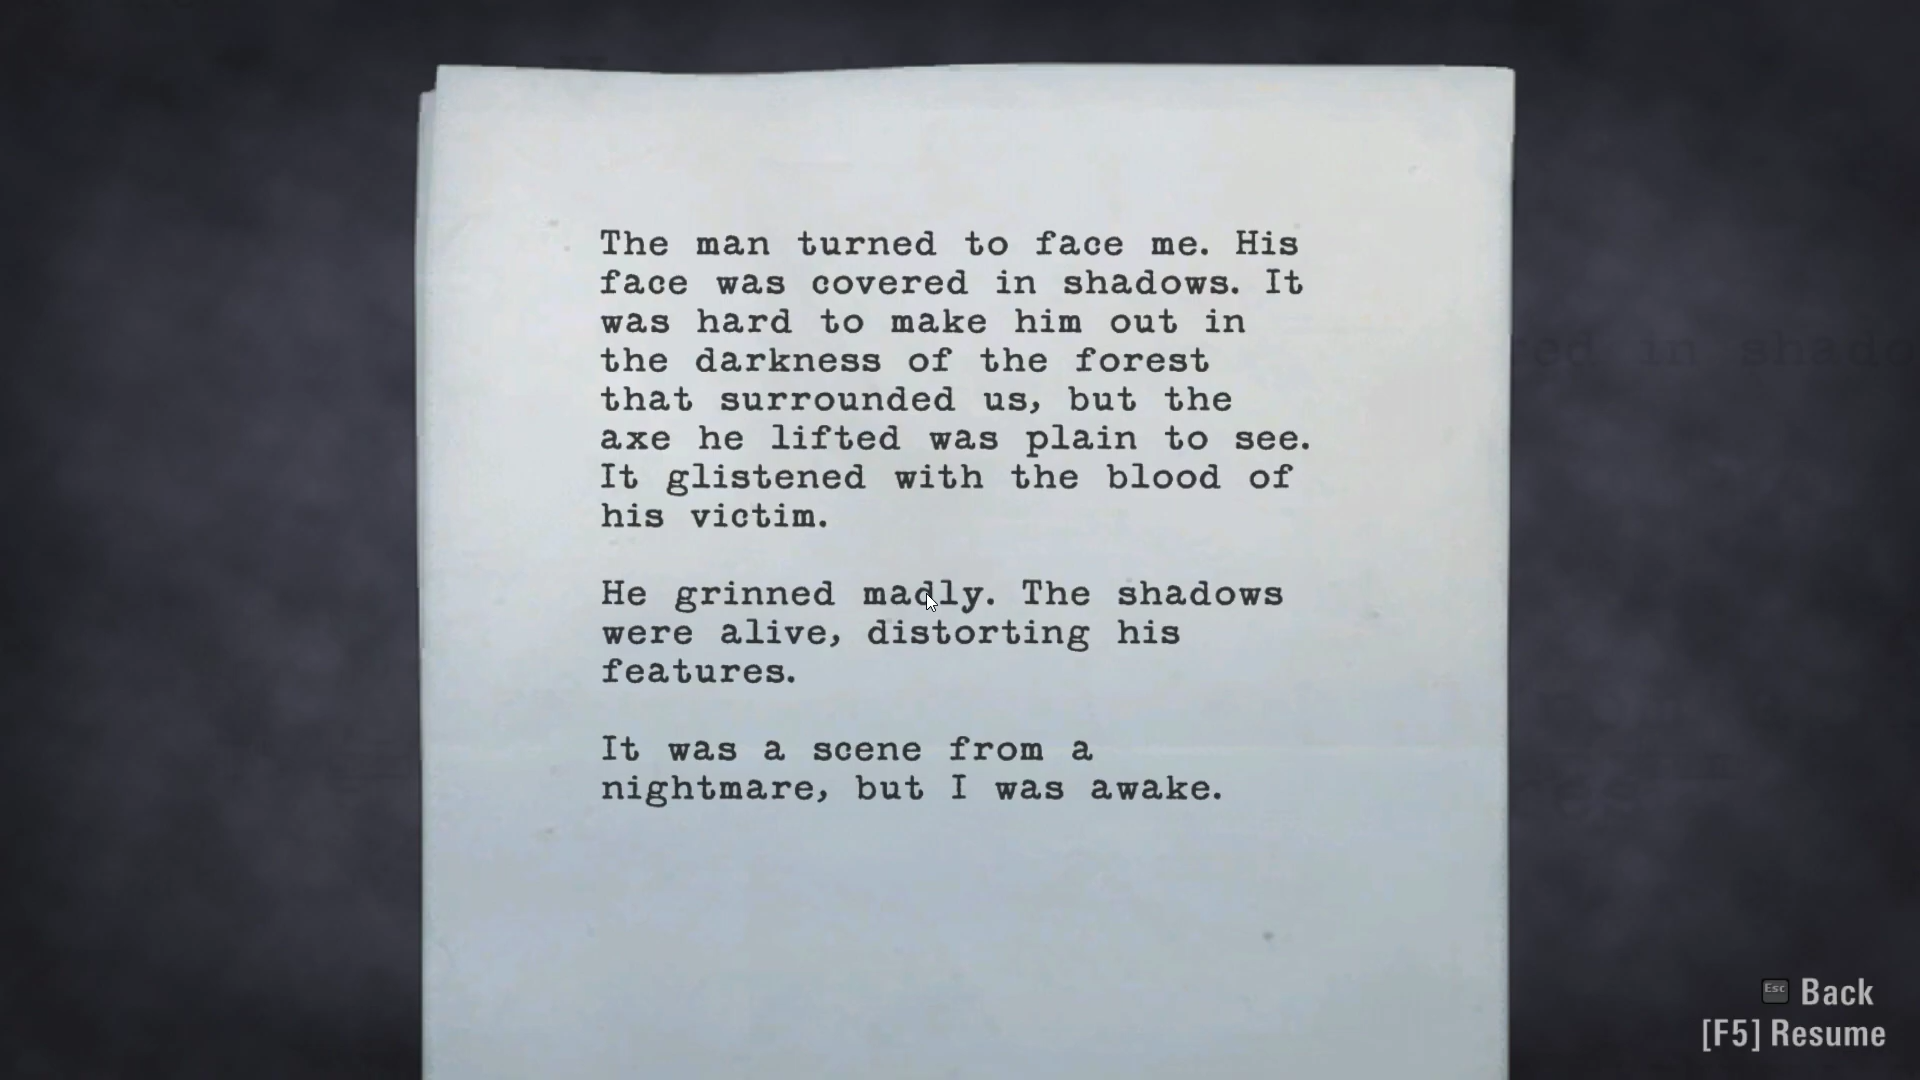 The man turned to face me. His
face was covered in shadows. It
was hard to make him out in
the darkness of the forest
that surrounded us, but the
axe he lifted was plain to see.
It glistened with the blood of
his victim.
He grinned madly. The shadows
were alive, distorting his
features.
It was a scene from a
nightmare, but I was awake.
in shado
Esc Back
[F5] Resume